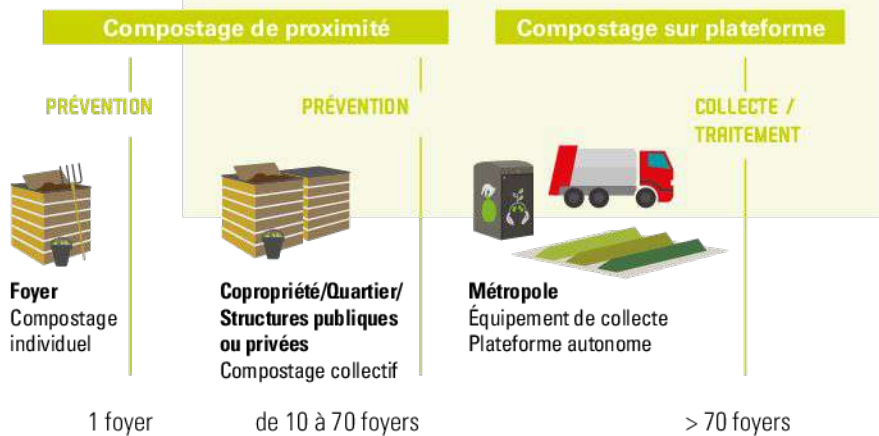 Compostage de proximité
Compostage sur plateforme
PRÉVENTION
PRÉVENTION
COLLECTE /
TRAITEMENT
Foyer
Compostage
individuel
Copropriété/Quartier/
Structures publiques
ou privées
Compostage collectif
Métropole
Équipement de collecte
Plateforme autonome
1 foyer
de 10 à 70 foyers
> 70 foyers